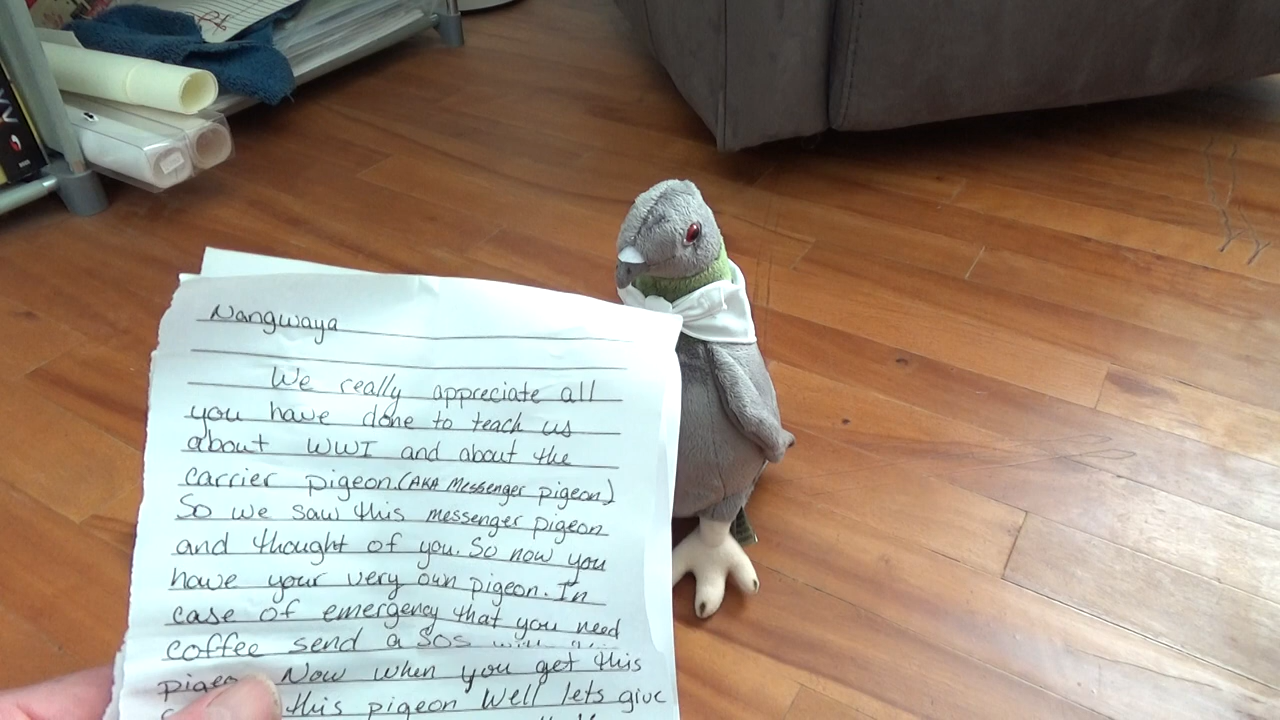 Nangwaya
We really appreciate all
you have done to teach us
about WWI and about the
carrier pigeon. (AKA Messenger pigeon)
So we saw this messenger pigeon
and thought of you. So now you
have your very own pigeon. In
case of emergency that you need
coffee send a SOS
Now when you get this
this pigeon Well lets give